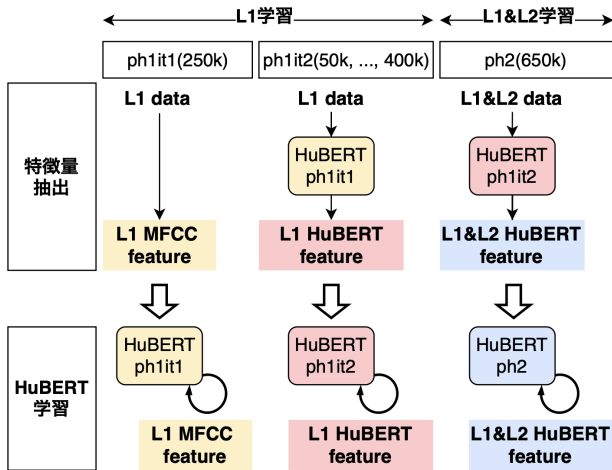 L1学習
L1&L2学習
ph1it1(250k)
ph1it2(50k, ..., 400k)
ph2(650k)
特徴量
抽出
L1 data
L1 data
L1&L2 data
HuBERT
ph1it1
HuBERT
ph1it2
L1 MFCC
feature
L1 HuBERT
feature
L1&L2 HuBERT
feature
HuBERT
学習
HuBERT
ph1it1
HuBERT
ph1it2
HuBERT
ph2
L1 MFCC
feature
L1 HuBERT
feature
L1&L2 HuBERT
feature